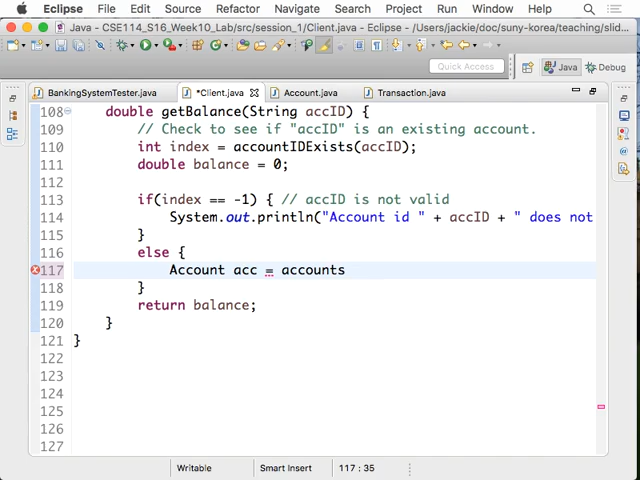 Eclipse File Edit Source Refactor Navigate Search Project Run Window Help
Java - CSE114_S16_Week10_Lab/src/session_1/Client.java - Eclipse - /Users/jackie/doc/suny-korea/teaching/slid
Quick Access Java Debug
BankingSystemTester.java *Client.java Account.java Transaction.java
108 double getBalance(String accID) {
109 // Check to see if "accID" is an existing account.
110 int index = accountIDExists(accID);
111 double balance = 0;
112
113 if(index == -1) { // accID is not valid
114 System.out.println("Account id " + accID + " does not
115 }
116 else {
117 Account acc = accounts
118 }
119 return balance;
120 }
121 }
122
123
124
125
126
127
Writable Smart Insert 117 : 35